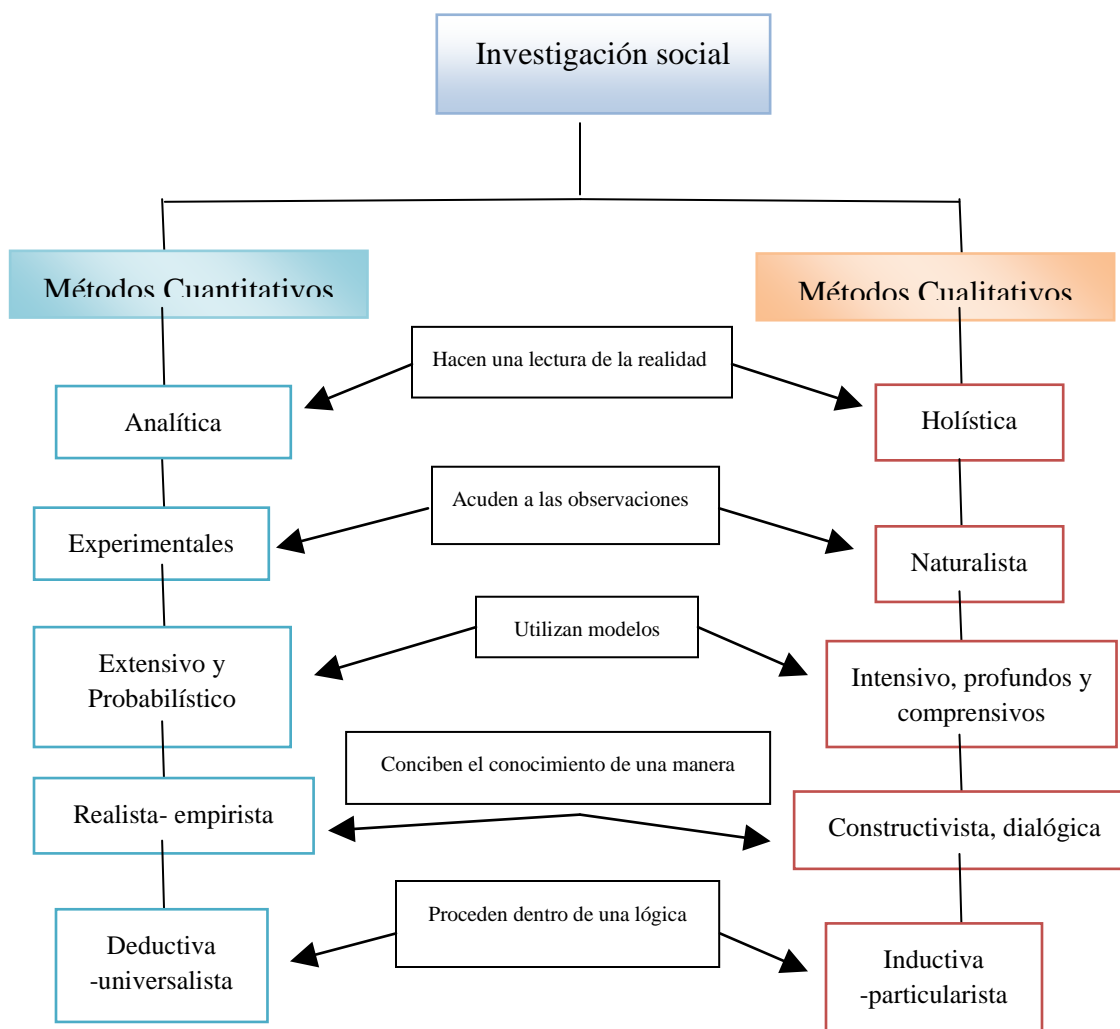 Investigación social
Métodos Cuantitativos
Métodos Cualitativos
Hacen una lectura de la realidad
Analítica
Holística
Acuden a las observaciones
Experimentales
Naturalista
Utilizan modelos
Extensivo y
Probabilístico
Intensivo, profundos y
comprensivos
Conciben el conocimiento de una manera
Realista- empirista
Constructivista, dialógica
Proceden dentro de una lógica
Deductiva
-universalista
Inductiva
-particularista